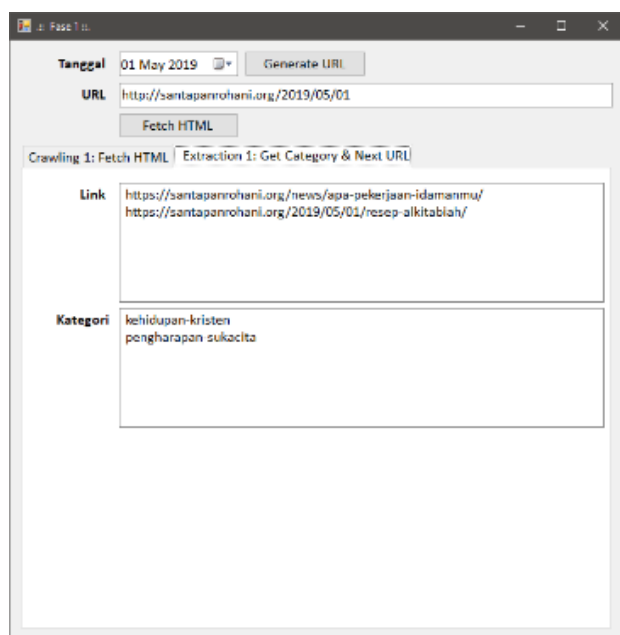 .:: Fase 1 ::.
Tanggal 01 May 2019 Generate URL
URL http://santapanrohani.org/2019/05/01
Fetch HTML
Crawling 1: Fetch HTML Extraction 1: Get Category & Next URL
Link https://santapanrohani.org/news/apa-pekerjaan-idamanmu/
https://santapanrohani.org/2019/05/01/resep-alkitabiah/
Kategori kehidupan-kristen
pengharapan-sukacita